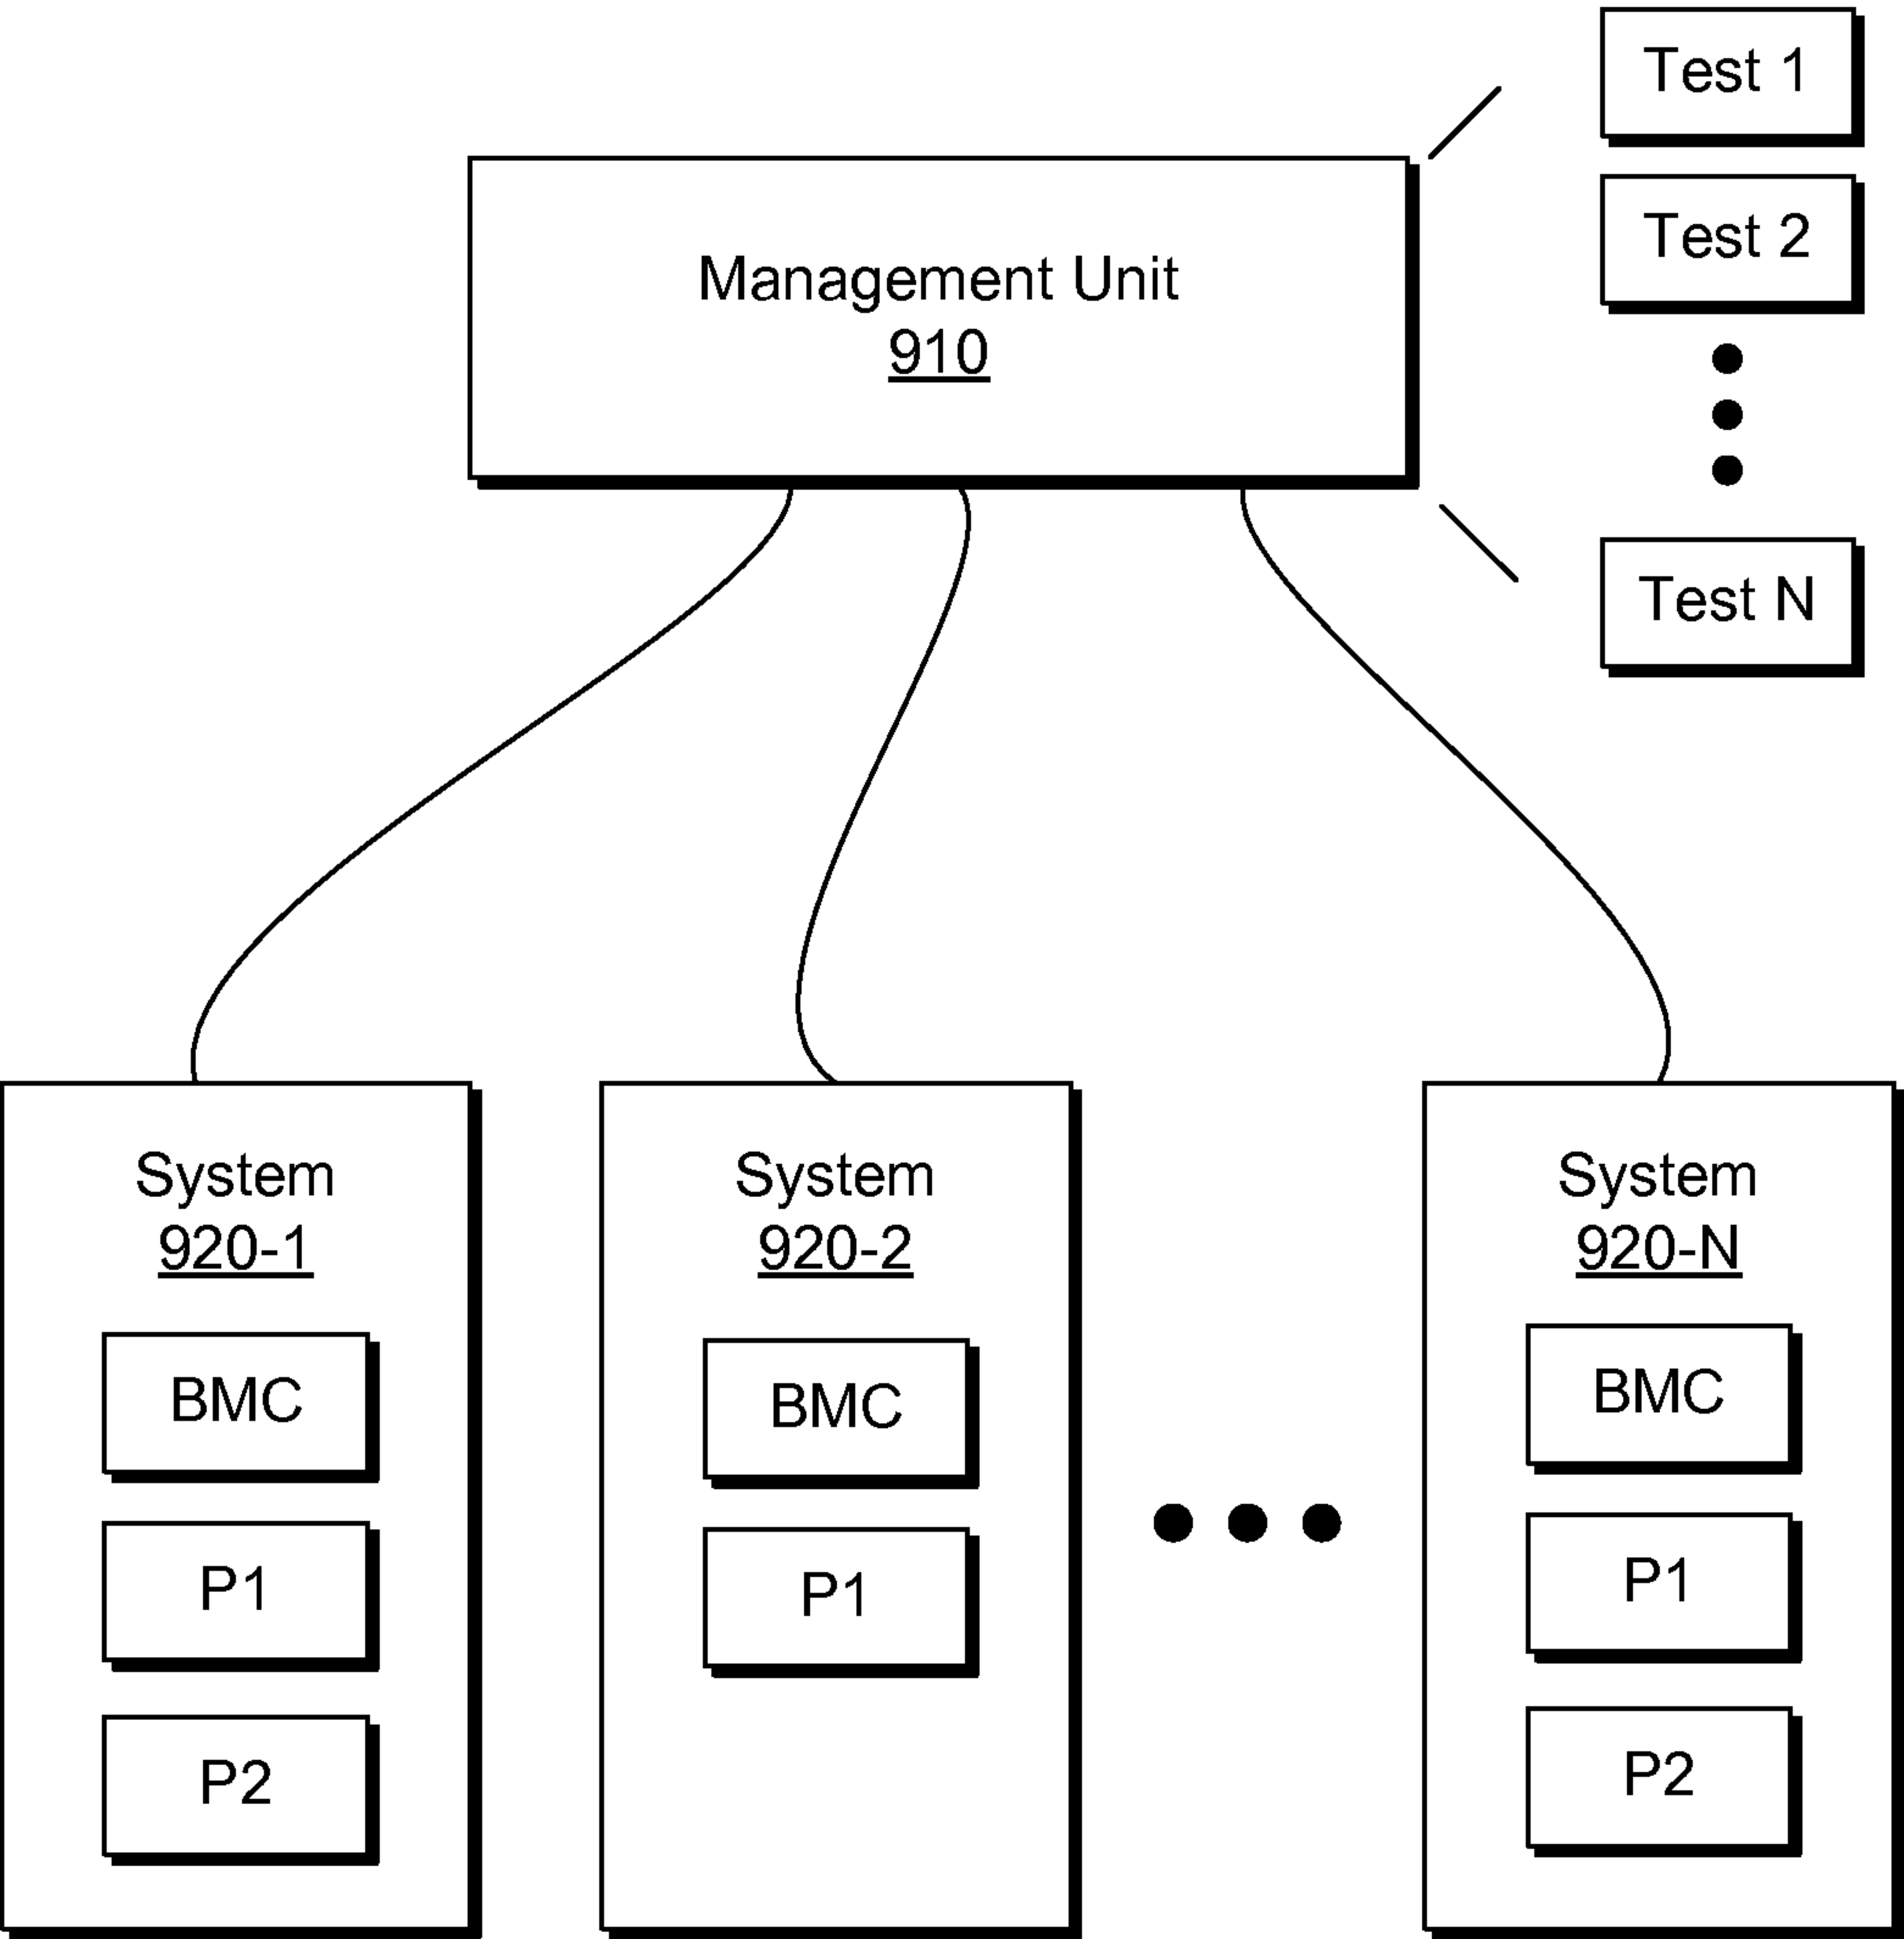 Test 1
Test 2
Test N
Management Unit
910
System
920-1
BMC
P1
P2
System
920-2
BMC
P1
System
920-N
BMC
P1
P2